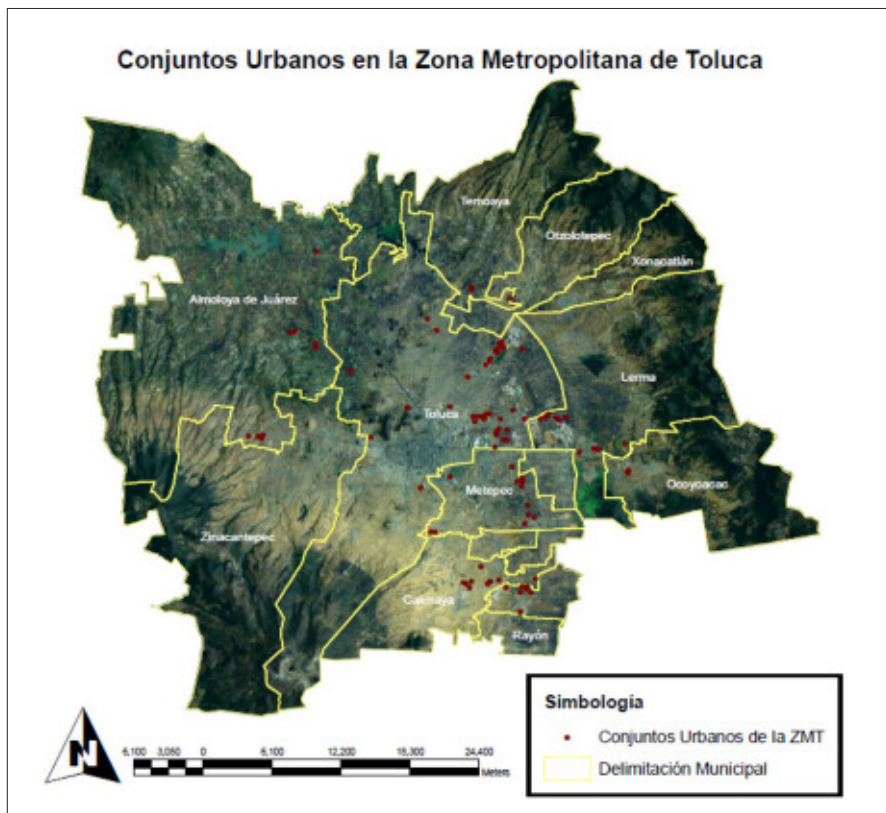 Conjuntos Urbanos en la Zona Metropolitana de Toluca
Temoaya
Otzolotepec
Xonacatlán
Almoloya de Juárez
Lerma
Toluca
Metepec
Ocoyoacac
Zinacantepec
Calimaya
Rayón
N
6,100 3,050 0 6,100 12,200 18,300 24,400
Meters
Simbología
Conjuntos Urbanos de la ZMT
Delimitación Municipal